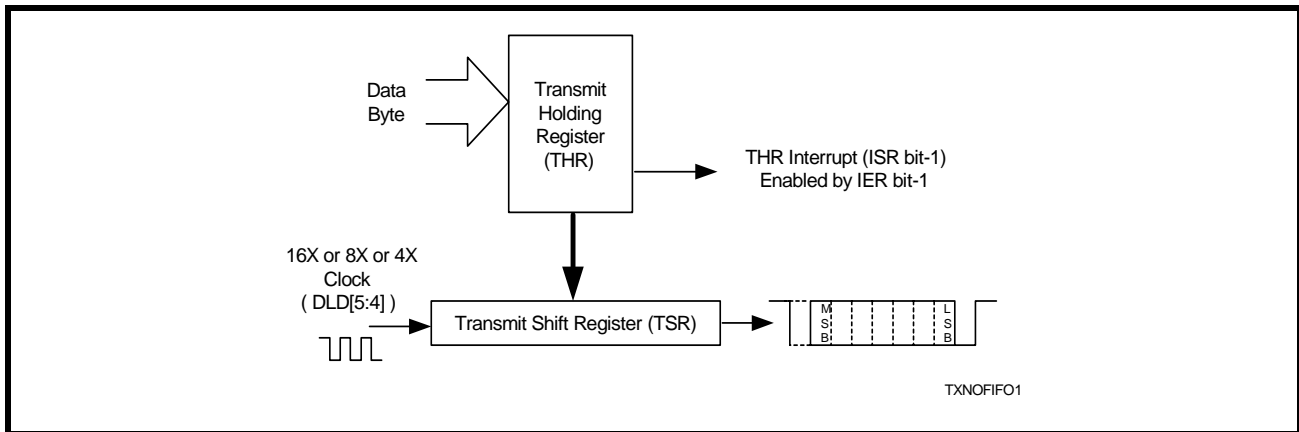 Data
Byte
Transmit
Holding
Register
(THR)
THR Interrupt (ISR bit-1)
Enabled by IER bit-1
16X or 8X or 4X
Clock
( DLD[5:4] )
Transmit Shift Register (TSR)
M
S
B
L
S
B
TXNOFIFO1